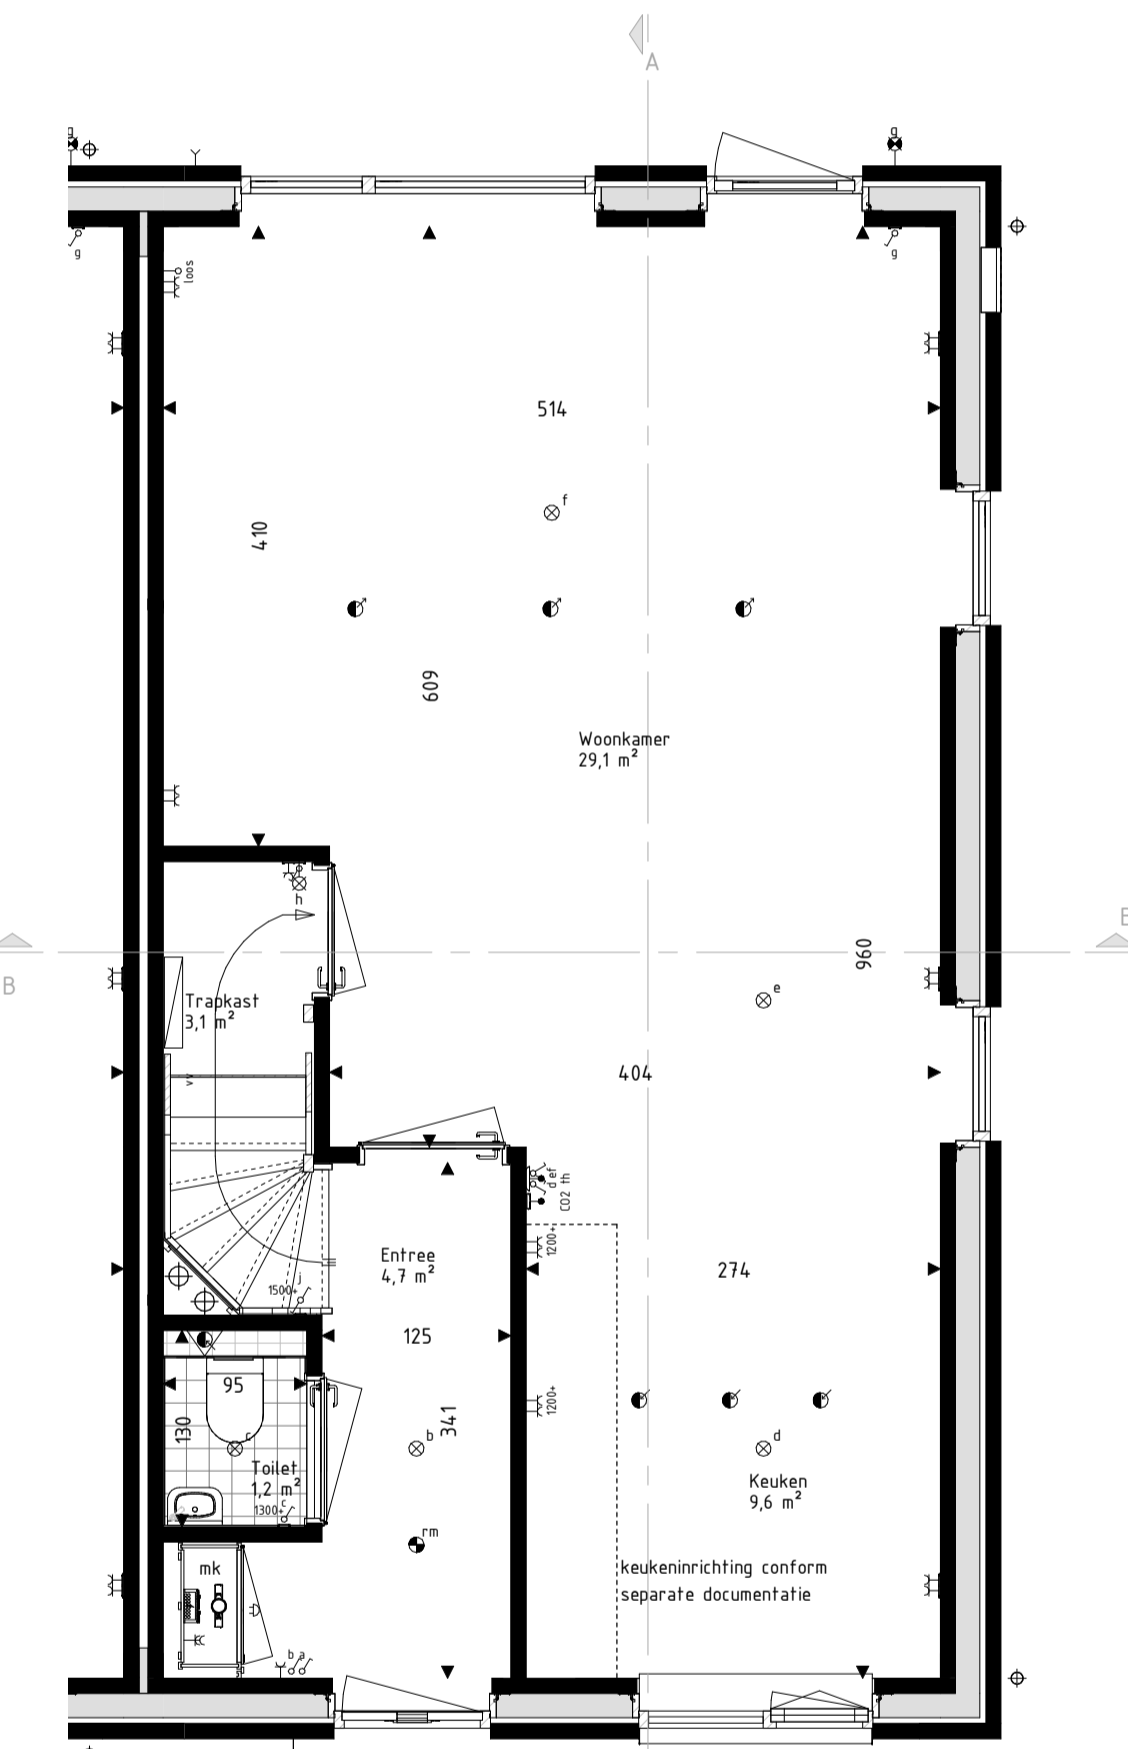 A
g
g
g
g
loos
514
f
410
609
Woonkamer
29,1 m²
h
B
960
B
Trapkast
3,1 m²
e
vv
404
d ef
CO2 th
1200+
Entree
4,7 m²
274
j
1500+
125
95
1200+
130
341
c
b
d
Toilet
1,2 m²
Keuken
9,6 m²
c
1300+
rm
mk
keukeninrichting conform
separate documentatie
b a